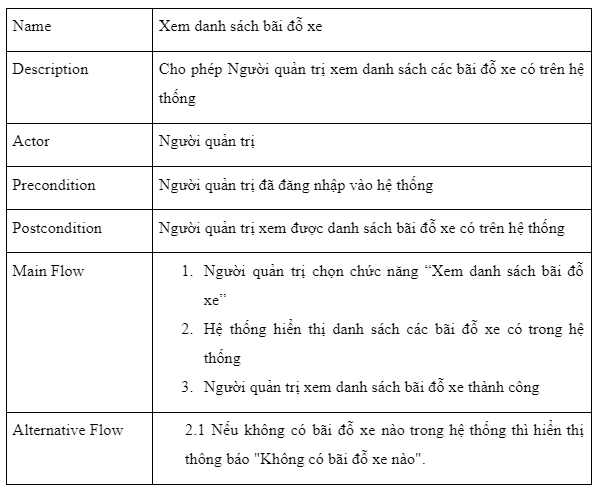 Name
Xem danh sách bãi đỗ xe
Description
Cho phép Người quản trị xem danh sách các bãi đỗ xe có trên hệ
thống
Actor
Người quản trị
Precondition
Người quản trị đã đăng nhập vào hệ thống
Postcondition
Người quản trị xem được danh sách bãi đỗ xe có trên hệ thống
Main Flow
1. Người quản trị chọn chức năng “Xem danh sách bãi đỗ
xe”
2. Hệ thống hiển thị danh sách các bãi đỗ xe có trong hệ
thống
3. Người quản trị xem danh sách bãi đỗ xe thành công
Alternative Flow
2.1 Nếu không có bãi đỗ xe nào trong hệ thống thì hiển thị
thông báo "Không có bãi đỗ xe nào".